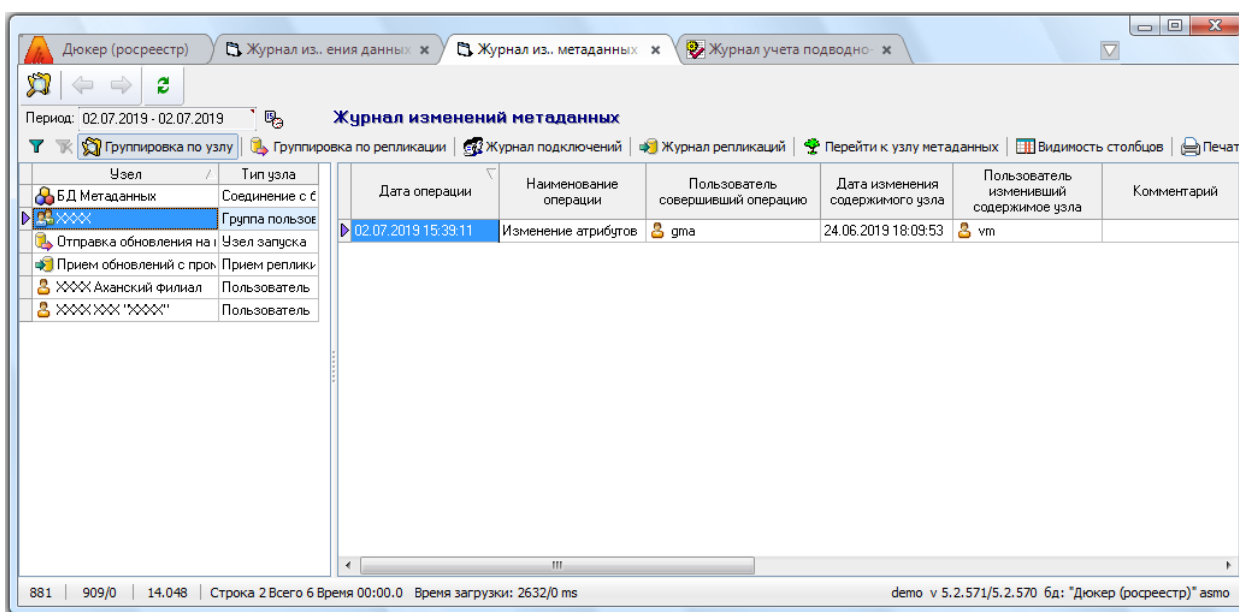 Дюкер (росреестр) Журнал из.. ения данных Журнал из.. метаданных Журнал учета подводно-
Период: 02.07.2019 - 02.07.2019 Журнал изменений метаданных
Группировка по узлу Группировка по репликации Журнал подключений Журнал репликаций Перейти к узлу метаданных Видимость столбцов Печат
Узел Тип узла
БД Метаданных Соединение с б
XXXX Группа пользов
Отправка обновления на Узел запуска
Прием обновлений с пром Прием реплики
XXXX Аханский филиал Пользователь
XXXX XXX "XXXX" Пользователь
Дата операции Наименование операции Пользователь совершивший операцию Дата изменения содержимого узла Пользователь изменивший содержимое узла Комментарий
02.07.2019 15:39:11 Изменение атрибутов gma 24.06.2019 18:09:53 vm
881 909/0 14.048 Строка 2 Всего 6 Время 00:00.0 Время загрузки: 2632/0 ms demo v 5.2.571/5.2.570 бд: "Дюкер (росреестр)" asmo